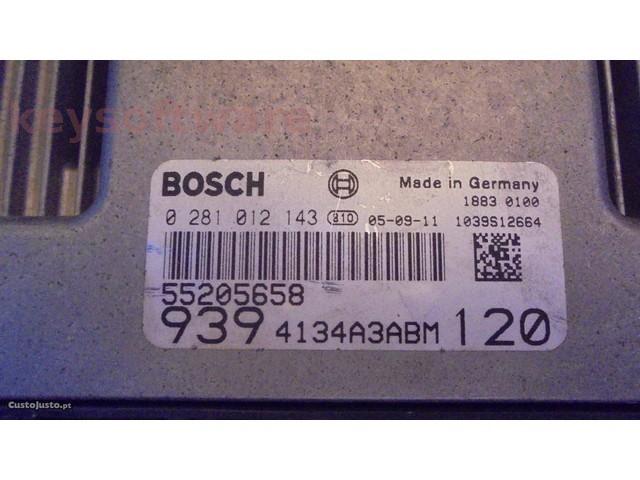 keysoftware
BOSCH
Made in Germany
1883 0100
0 281 012 143 810 05-09-11 1039S12664
55205658
939 4134A3ABM 120
CustoJusto.pt